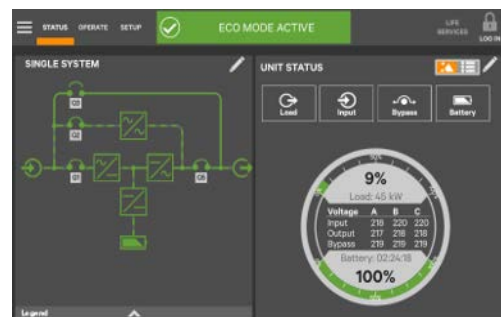 STATUS OPERATE SETUP
ECO MODE ACTIVE
LIFE
SERVICES
LOG IN
SINGLE SYSTEM
UNIT STATUS
Q3
Q2
Q1
Q5
Load Input Bypass Battery
9%
Load: 45 kW
Voltage A B C
Input 218 220 220
Output 217 218 218
Bypass 219 219 219
Battery: 02:24:18
100%
Legend